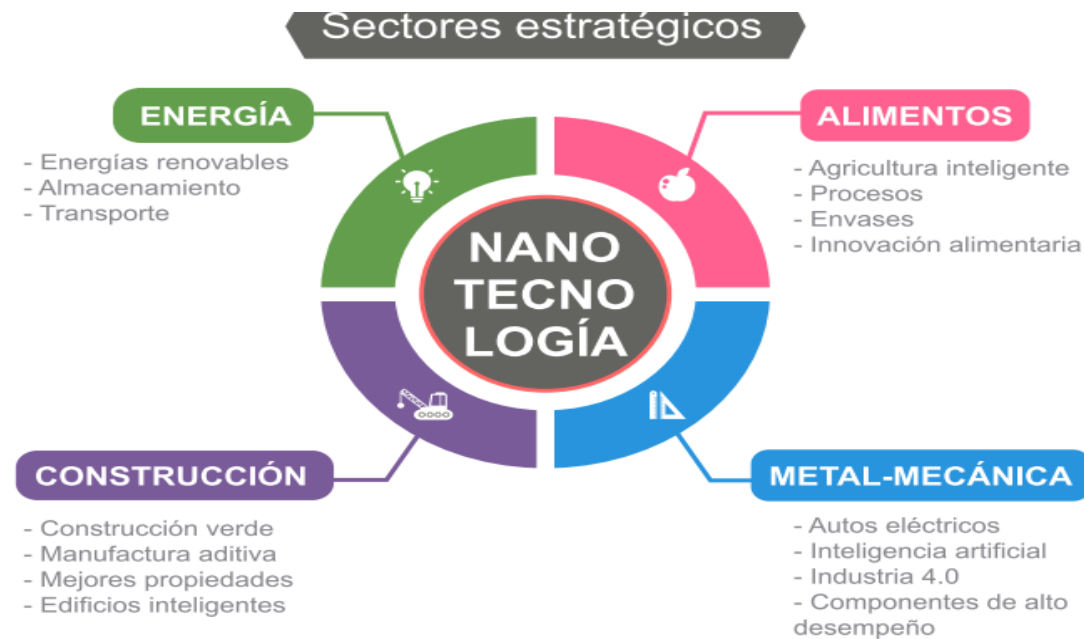 Sectores estratégicos
ENERGÍA
- Energías renovables
- Almacenamiento
- Transporte
ALIMENTOS
- Agricultura inteligente
- Procesos
- Envases
- Innovación alimentaria
NANO
TECNO
LOGÍA
CONSTRUCCIÓN
- Construcción verde
- Manufactura aditiva
- Mejores propiedades
- Edificios inteligentes
METAL-MECÁNICA
- Autos eléctricos
- Inteligencia artificial
- Industria 4.0
- Componentes de alto
desempeño